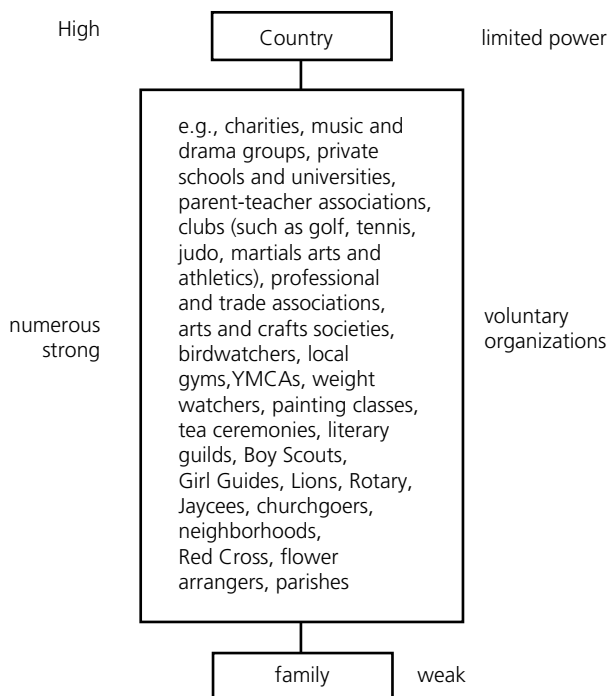 High
Country
limited power
e.g., charities, music and
drama groups, private
schools and universities,
parent-teacher associations,
clubs (such as golf, tennis,
judo, martials arts and
athletics), professional
and trade associations,
arts and crafts societies,
birdwatchers, local
gyms,YMCAs, weight
watchers, painting classes,
tea ceremonies, literary
guilds, Boy Scouts,
Girl Guides, Lions, Rotary,
Jaycees, churchgoers,
neighborhoods,
Red Cross, flower
arrangers, parishes
numerous
strong
voluntary
organizations
family
weak